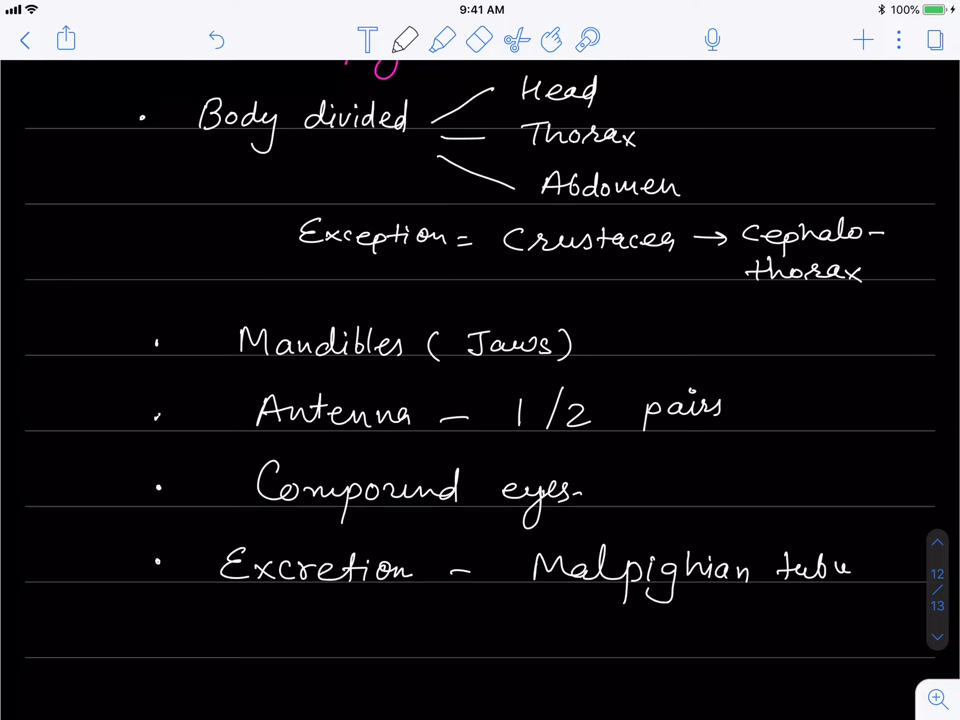 9:41 AM
100%
T
Body divided
Head
Thorax
Abdomen
Exception = Crustacea → Cephalo-
thorax
Mandibles (Jaws)
Antenna - 1/2 pairs
Compound eyes-
Excretion - Malpighian tubu
12
/
13